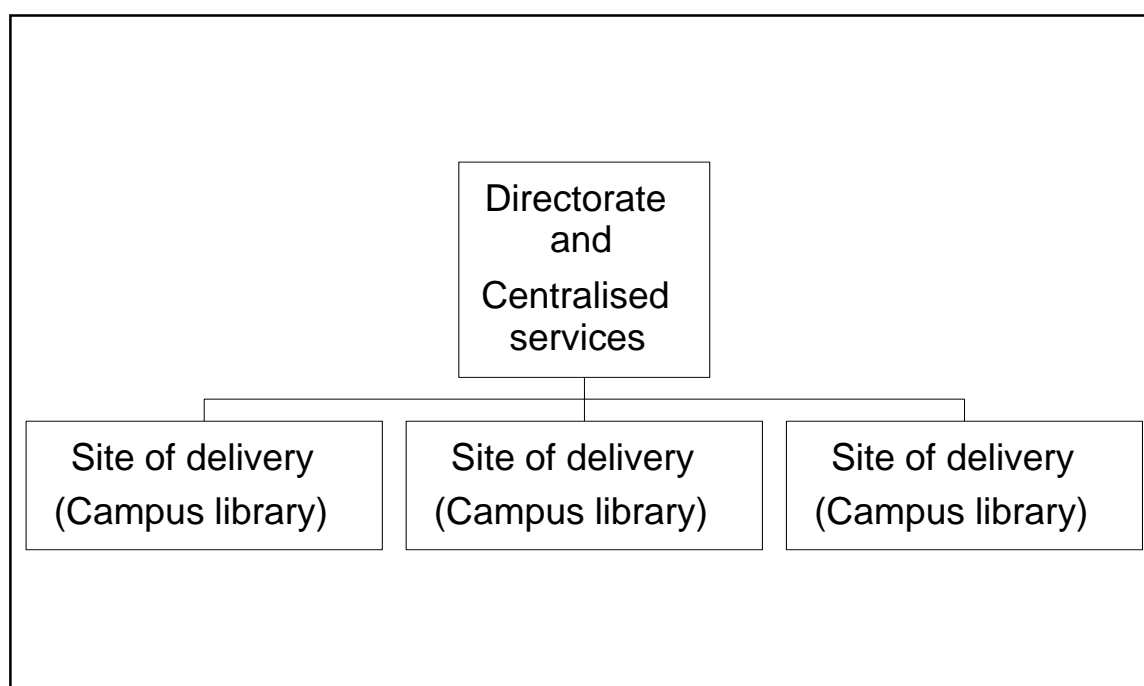 Directorate
and
Centralised
services
Site of delivery
(Campus library)
Site of delivery
(Campus library)
Site of delivery
(Campus library)